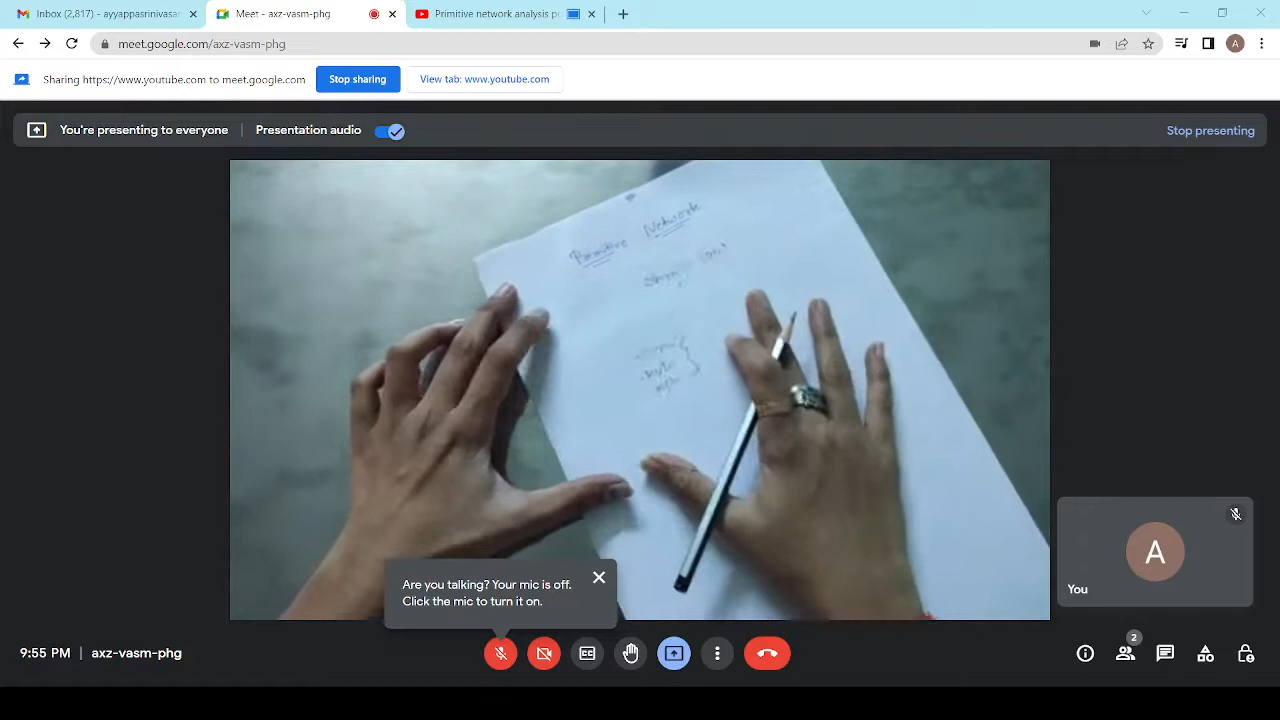 Inbox (2,817) - ayyappasrinivasar
Meet - axz-vasm-phg
Primitive network analysis po
meet.google.com/axz-vasm-phg
A
Sharing https://www.youtube.com to meet.google.com
Stop sharing
View tab: www.youtube.com
You're presenting to everyone
Presentation audio
Stop presenting
Primitive Network
A
You
Are you talking? Your mic is off.
Click the mic to turn it on.
9:55 PM | axz-vasm-phg
2